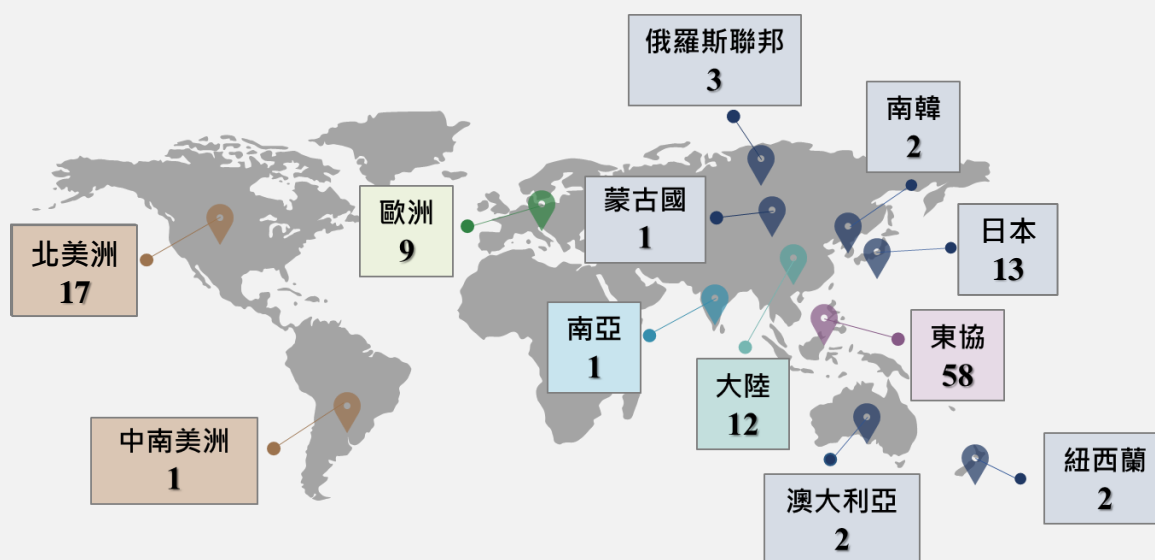 俄羅斯聯邦
3
南韓
2
歐洲
9
蒙古國
1
日本
13
北美洲
17
南亞
1
東協
58
大陸
12
中南美洲
1
紐西蘭
2
澳大利亞
2